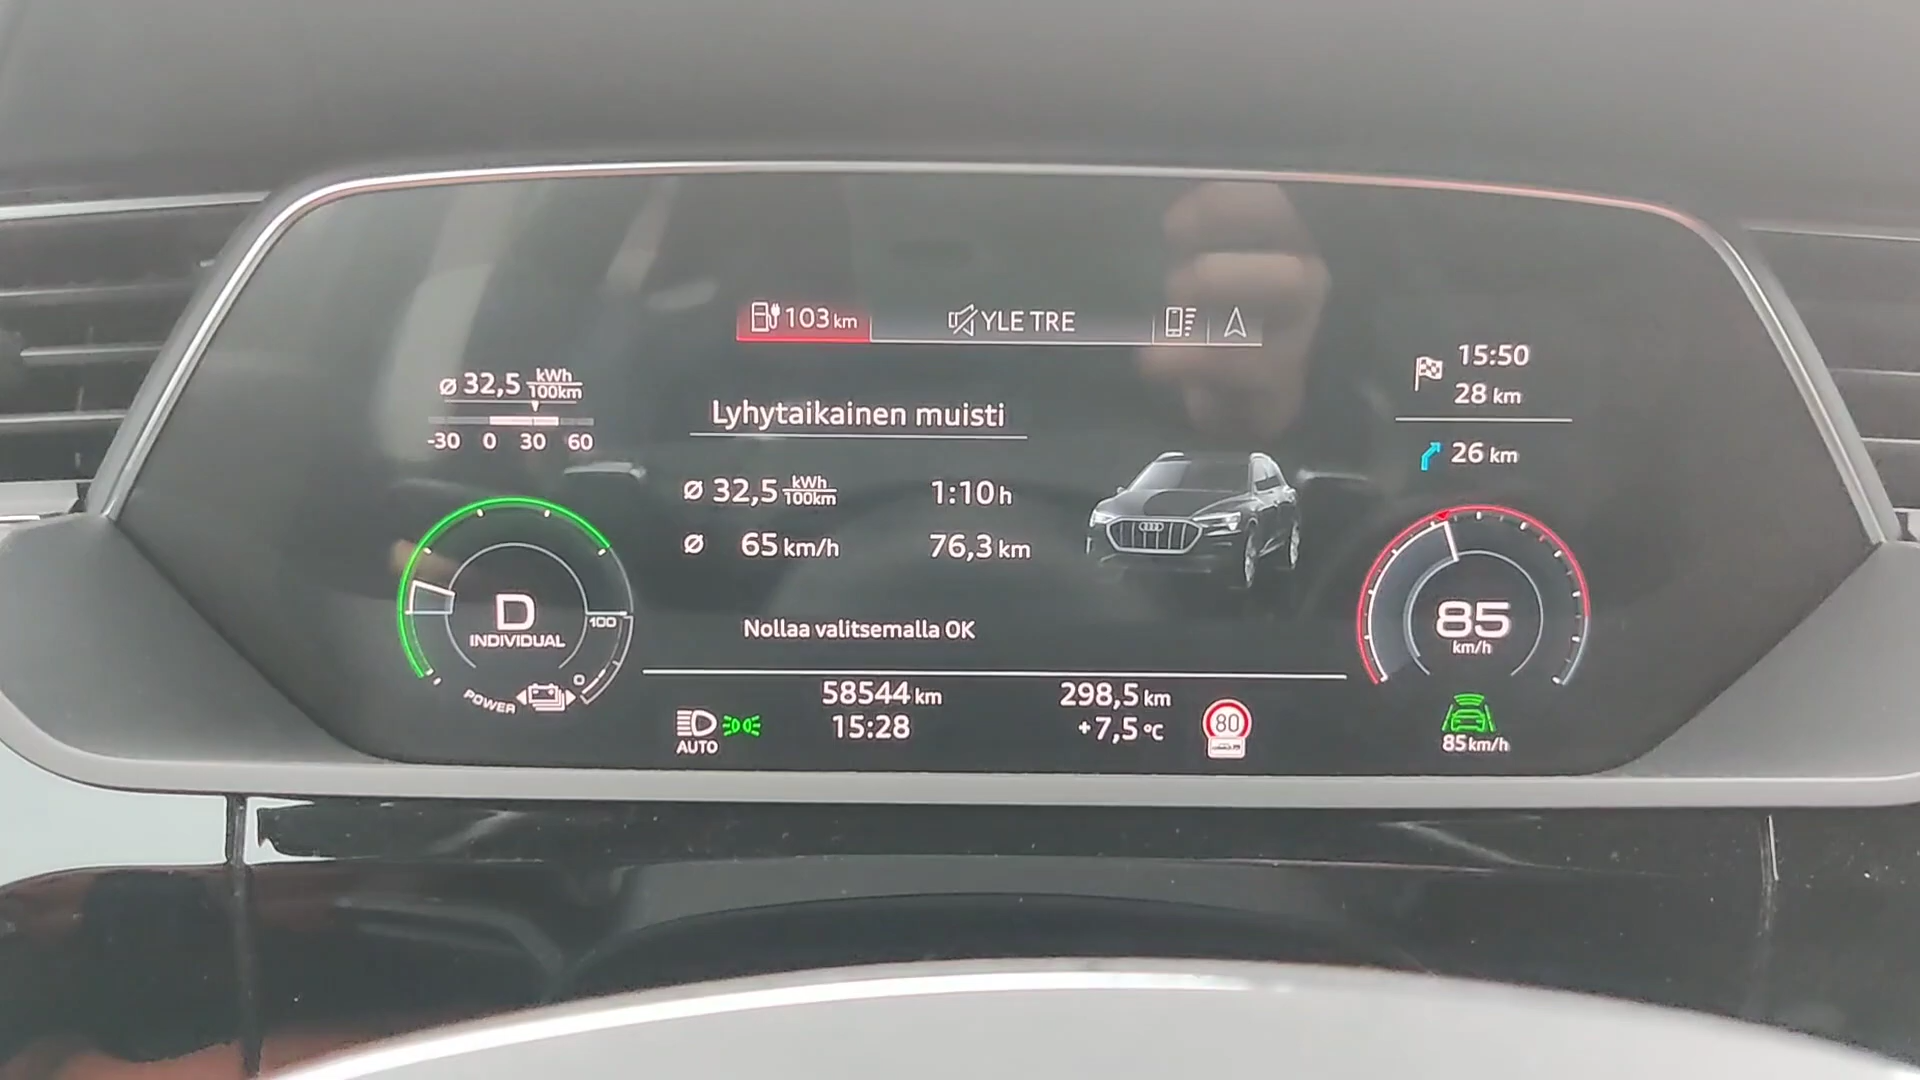 103 km
YLE TRE
Ø 32,5 kWh/100km
-30 0 30 60
Lyhytaikainen muisti
Ø 32,5 kWh/100km 1:10 h
Ø 65 km/h 76,3 km
Nollaa valitsemalla OK
15:50
28 km
26 km
D
INDIVIDUAL
100
0
POWER
85
km/h
85 km/h
58544 km 298,5 km
15:28 +7,5 °C
AUTO
80